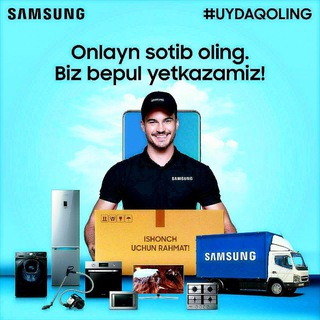 SAMSUNG
#UYDAQOLING
Onlayn sotib oling.
Biz bepul yetkazamiz!
SAMSUNG
ISHONCH
UCHUN RAHMAT!
SAMSUNG